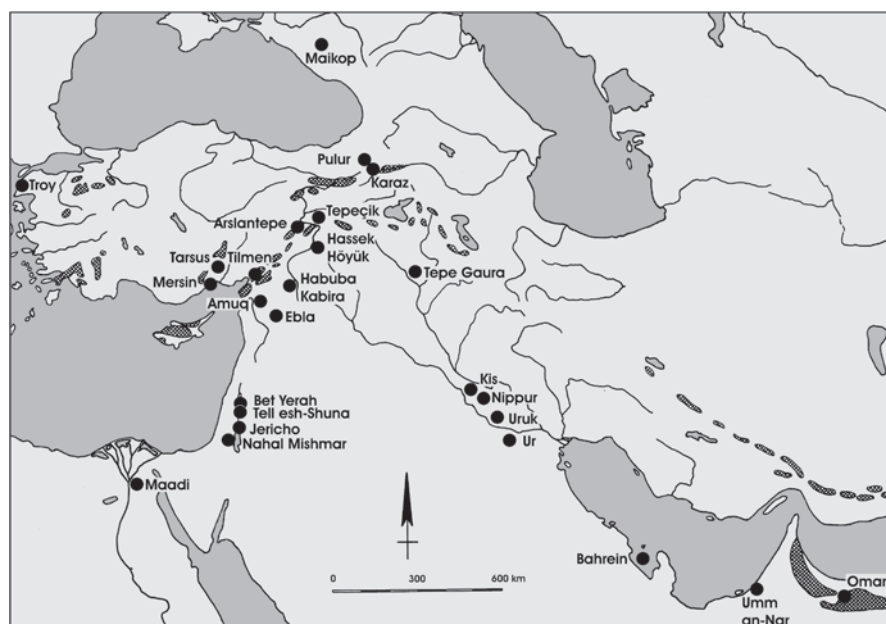 Maikop
Pulur
Karaz
Troy
Tepeçik
Arslantepe
Hassek
Höyük
Tarsus
Tilmen
Tepe Gaura
Mersin
Habuba
Kabira
Amuq
Ebla
Kis
Nippur
Bet Yerah
Tell esh-Shuna
Uruk
Jericho
Ur
Nahal Mishmar
Maadi
Bahrein
0 300 600 km
Oman
Umm
an-Nar